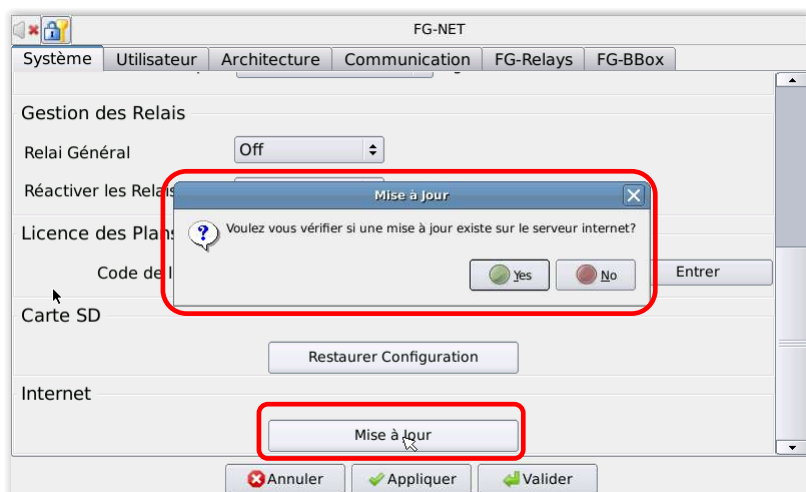 FG-NET
Système Utilisateur Architecture Communication FG-Relays FG-BBox
Gestion des Relais
Relai Général Off
Réactiver les Relais
Mise à Jour
Voulez vous vérifier si une mise à jour existe sur le serveur internet?
Yes No
Licence des Plans
Code de l Entrer
Carte SD
Restaurer Configuration
Internet
Mise à Jour
Annuler Appliquer Valider